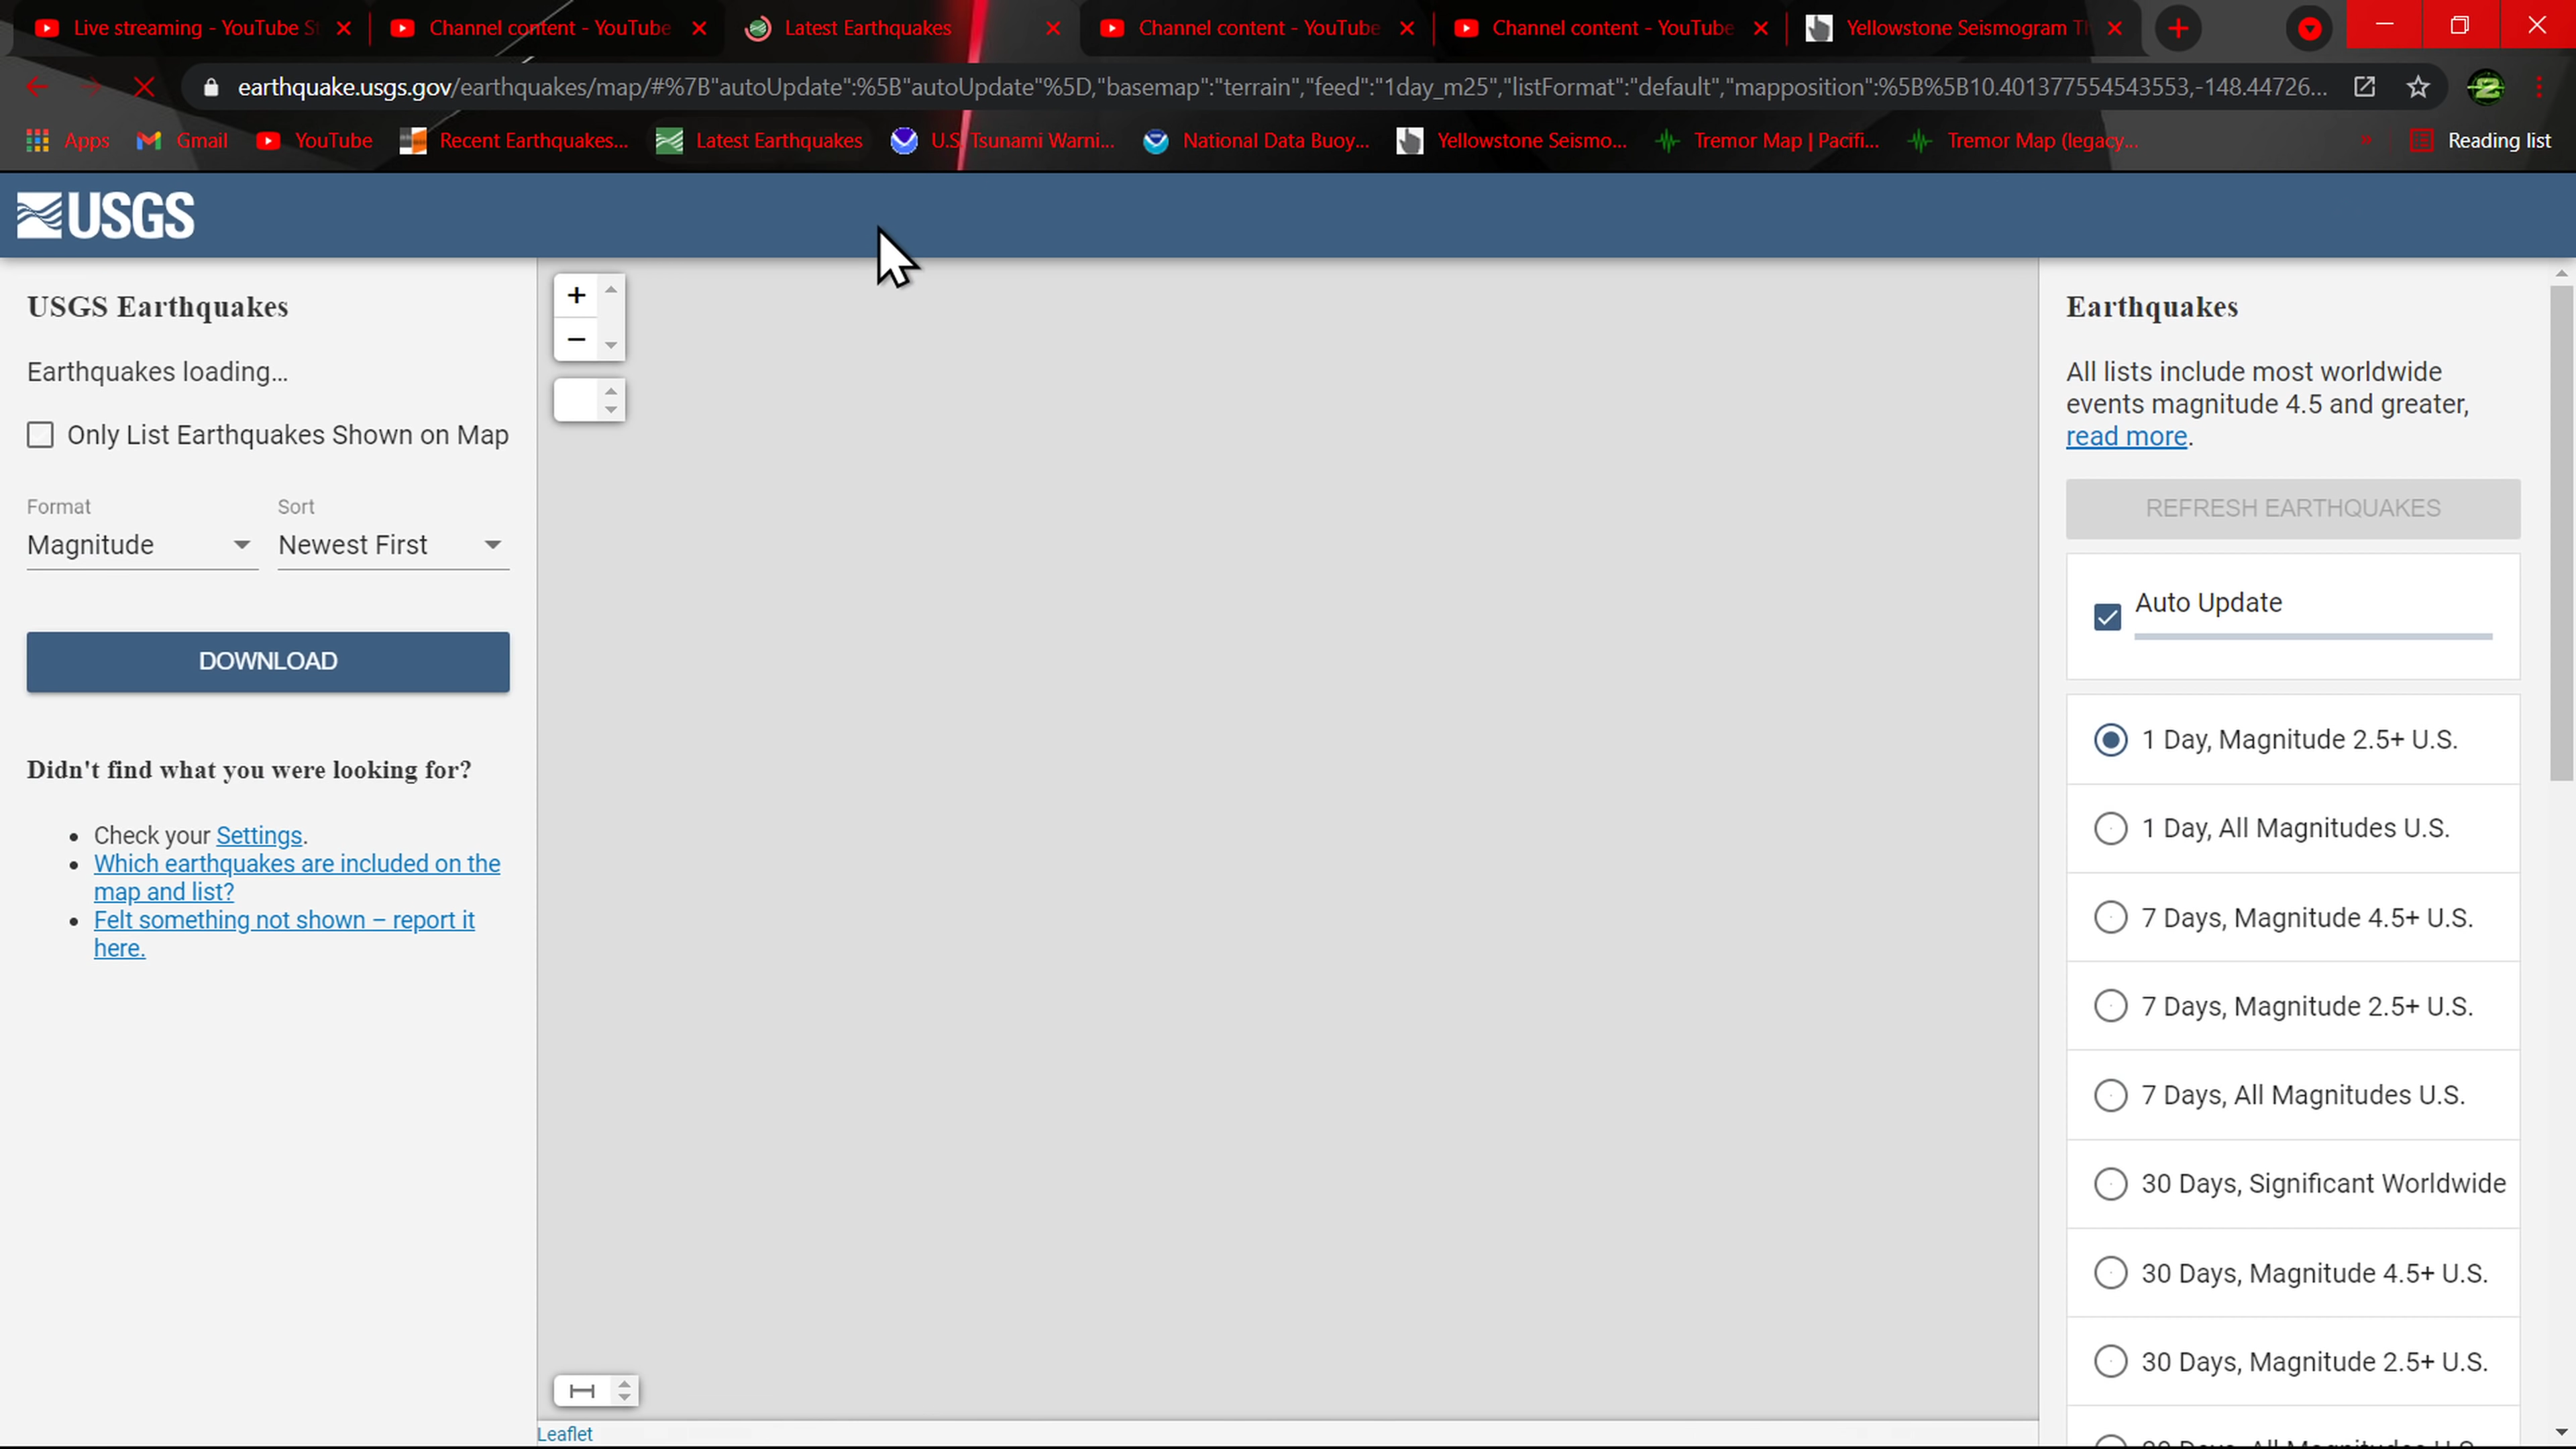 Live streaming - YouTube St
Channel content - YouTube
Latest Earthquakes
Channel content - YouTube
Channel content - YouTube
Yellowstone Seismogram Th
earthquake.usgs.gov/earthquakes/map/#%7B"autoUpdate":%5B"autoUpdate"%5D,"basemap":"terrain","feed":"1day_m25","listFormat":"default","mapposition":%5B%5B10.401377554543553,-148.44726...
Apps
Gmail
YouTube
Recent Earthquakes...
Latest Earthquakes
U.S. Tsunami Warni...
National Data Buoy...
Yellowstone Seismo...
Tremor Map | Pacifi...
Tremor Map (legacy...
»
Reading list
USGS
USGS Earthquakes
Earthquakes loading...
Only List Earthquakes Shown on Map
Format
Sort
Magnitude
Newest First
DOWNLOAD
Didn't find what you were looking for?
• Check your Settings.
• Which earthquakes are included on the
map and list?
• Felt something not shown – report it
here.
+
−
Leaflet
Earthquakes
All lists include most worldwide
events magnitude 4.5 and greater,
read more.
REFRESH EARTHQUAKES
Auto Update
1 Day, Magnitude 2.5+ U.S.
1 Day, All Magnitudes U.S.
7 Days, Magnitude 4.5+ U.S.
7 Days, Magnitude 2.5+ U.S.
7 Days, All Magnitudes U.S.
30 Days, Significant Worldwide
30 Days, Magnitude 4.5+ U.S.
30 Days, Magnitude 2.5+ U.S.
30 Days, All Magnitudes U.S.